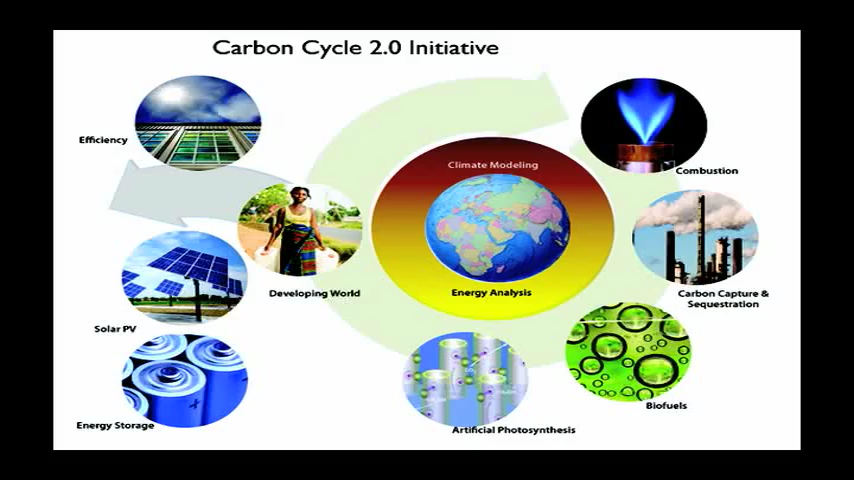 Carbon Cycle 2.0 Initiative
Efficiency
Combustion
Climate Modeling
Developing World
Energy Analysis
Carbon Capture &
Sequestration
Solar PV
Biofuels
Energy Storage
Artificial Photosynthesis